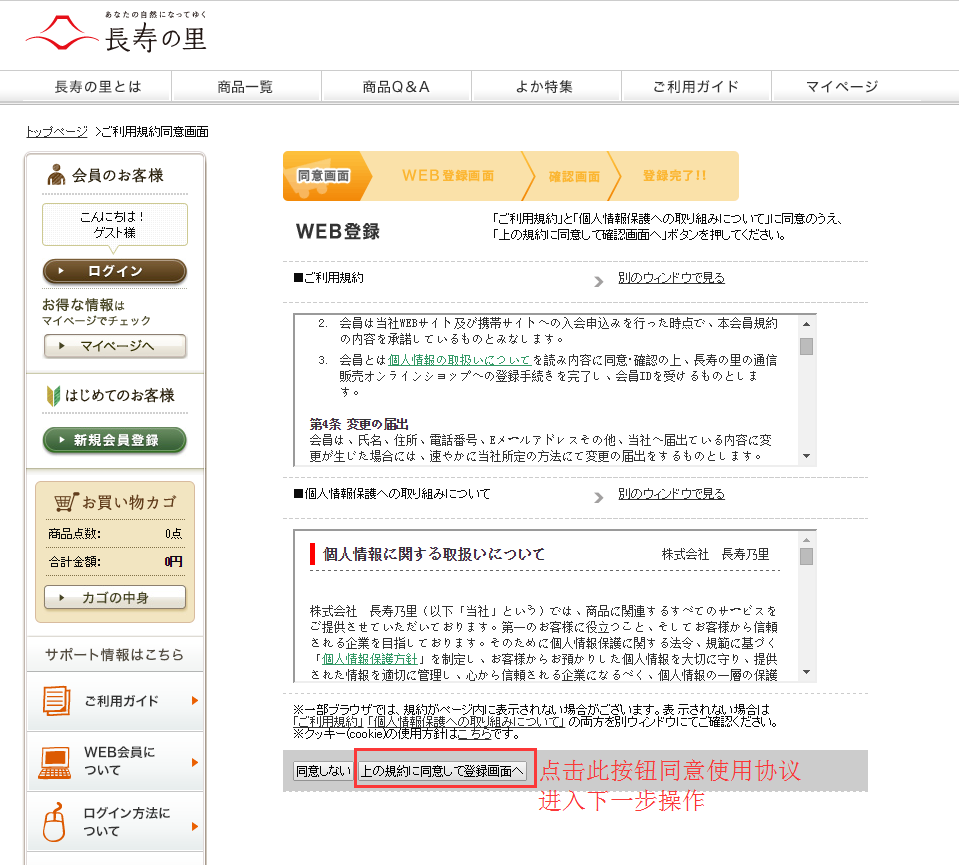 あなたの自然になってゆく
長寿の里
長寿の里とは
商品一覧
商品Q&A
よか特集
ご利用ガイド
マイページ
トップページ >ご利用規約同意画面
会員のお客様
こんにちは！
ゲスト様
ログイン
お得な情報は
マイページでチェック
マイページへ
はじめてのお客様
新規会員登録
お買い物カゴ
商品点数: 0点
合計金額: 0円
カゴの中身
サポート情報はこちら
ご利用ガイド
WEB会員に
ついて
ログイン方法に
ついて
同意画面
WEB登録画面
確認画面
登録完了!!
WEB登録
「ご利用規約」と「個人情報保護への取り組みについて」に同意のうえ、
「上の規約に同意して確認画面へ」ボタンを押してください。
■ご利用規約
別のウィンドウで見る
2. 会員は当社WEBサイト及び携帯サイトへの入会申込みを行った時点で、本会員規約
の内容を承諾しているものとみなします。
3. 会員とは個人情報の取扱いについてを読み内容に同意・確認の上、長寿の里の通信
販売オンラインショップへの登録手続きを完了し、会員IDを受けるものとしま
す。
第4条 変更の届出
会員は、氏名、住所、電話番号、Eメールアドレスその他、当社へ届出ている内容に変
更が生じた場合には、速やかに当社所定の方法にて変更の届出をするものとします。
■個人情報保護への取り組みについて
別のウィンドウで見る
個人情報に関する取扱いについて
株式会社　長寿乃里
株式会社　長寿乃里（以下「当社」という）では、商品に関連するすべてのサービスを
ご提供させていただいております。第一のお客様に役立つこと、そしてお客様から信頼
される企業を目指しております。そのために個人情報保護に関する法令、規範に基づく
「個人情報保護方針」を制定し、お客様からお預かりした個人情報を大切に守り、提供
された情報を適切に管理し、心から信頼される企業になるべく、個人情報の一層の保護
※一部ブラウザでは、規約がページ内に表示されない場合がございます。表示されない場合は
「ご利用規約」「個人情報保護への取り組みについて」の両方を別ウィンドウにてご確認ください。
※クッキー(cookie)の使用方針はこちらです。
同意しない
上の規約に同意して登録画面へ
点击此按钮同意使用协议
进入下一步操作